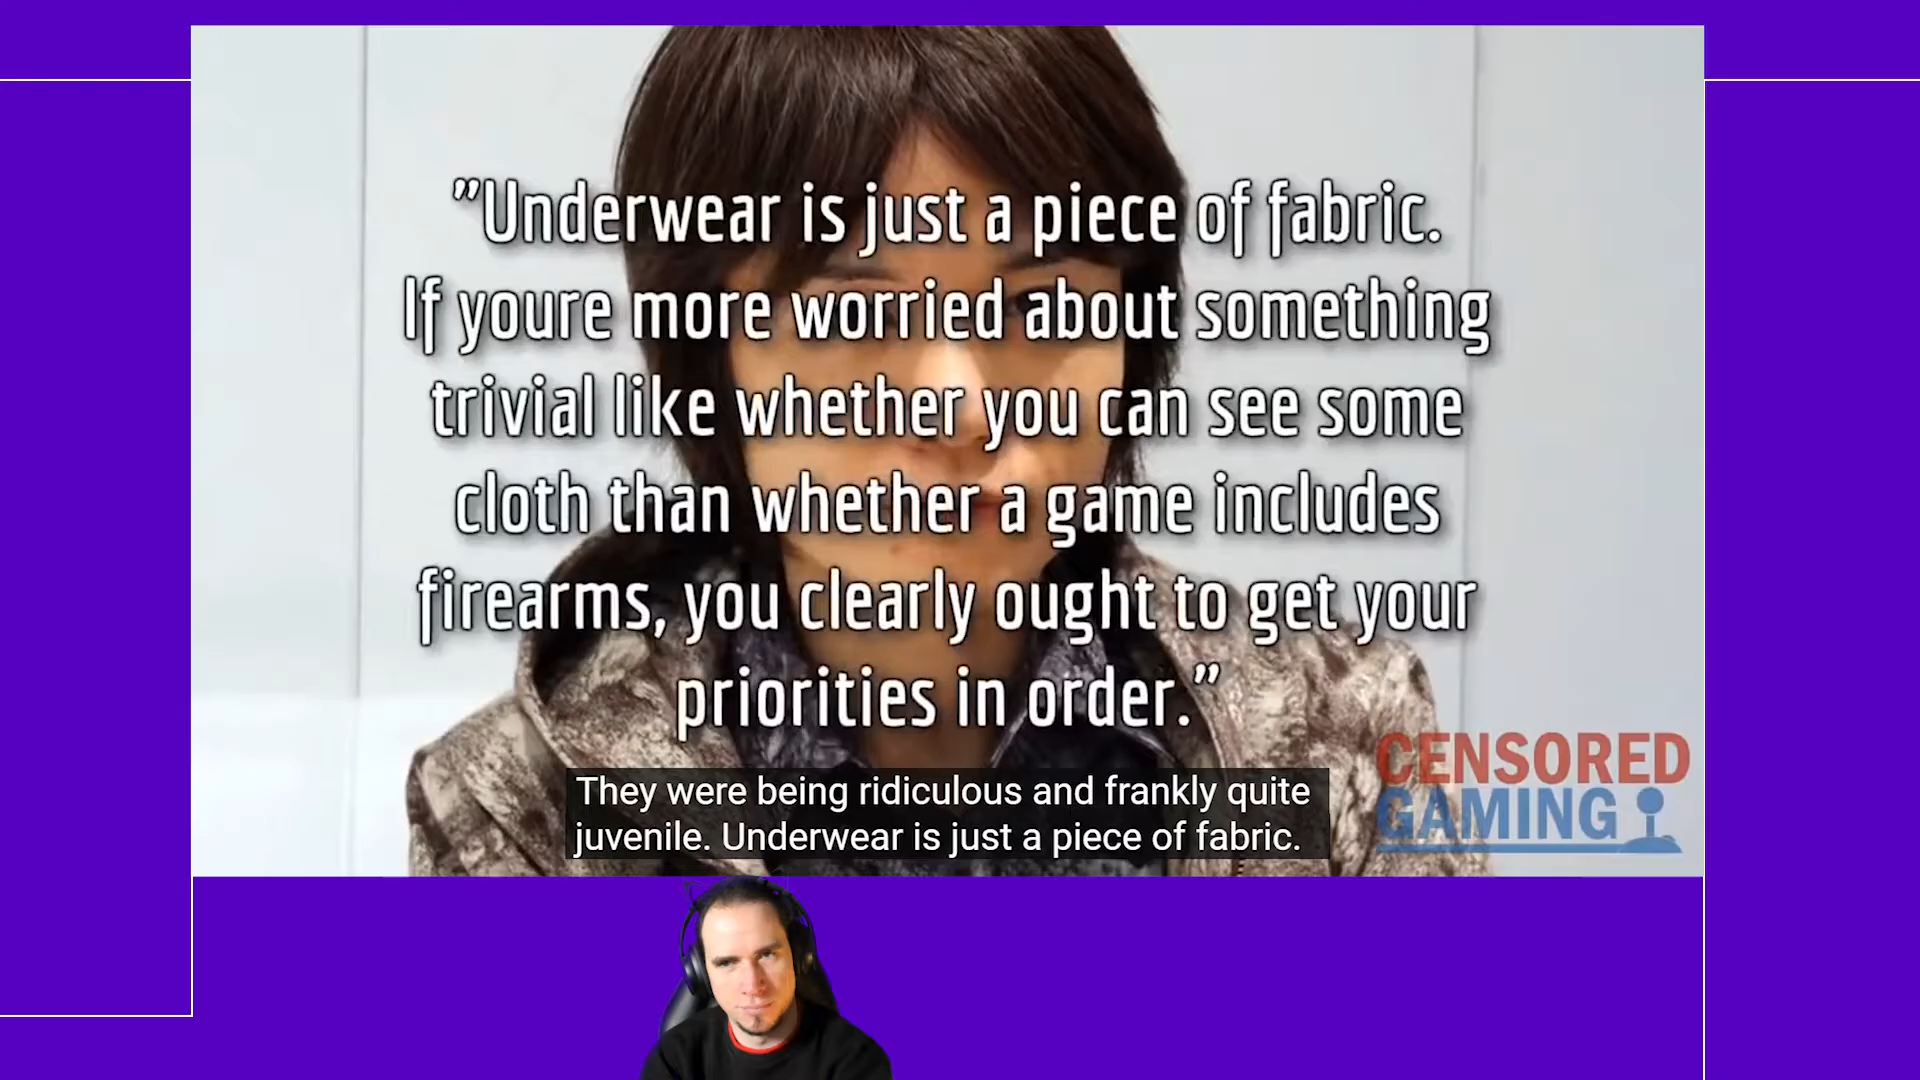 "Underwear is just a piece of fabric.
If youre more worried about something
trivial like whether you can see some
cloth than whether a game includes
firearms, you clearly ought to get your
priorities in order."
They were being ridiculous and frankly quite
juvenile. Underwear is just a piece of fabric.
CENSORED
GAMING